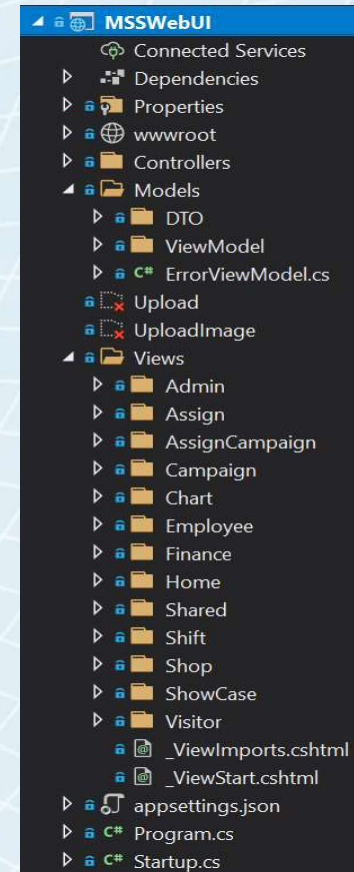 MSSWebUI
Connected Services
Dependencies
Properties
wwwroot
Controllers
Models
DTO
ViewModel
C# ErrorViewModel.cs
Upload
UploadImage
Views
Admin
Assign
AssignCampaign
Campaign
Chart
Employee
Finance
Home
Shared
Shift
Shop
ShowCase
Visitor
@ _ViewImports.cshtml
@ _ViewStart.cshtml
appsettings.json
C# Program.cs
C# Startup.cs